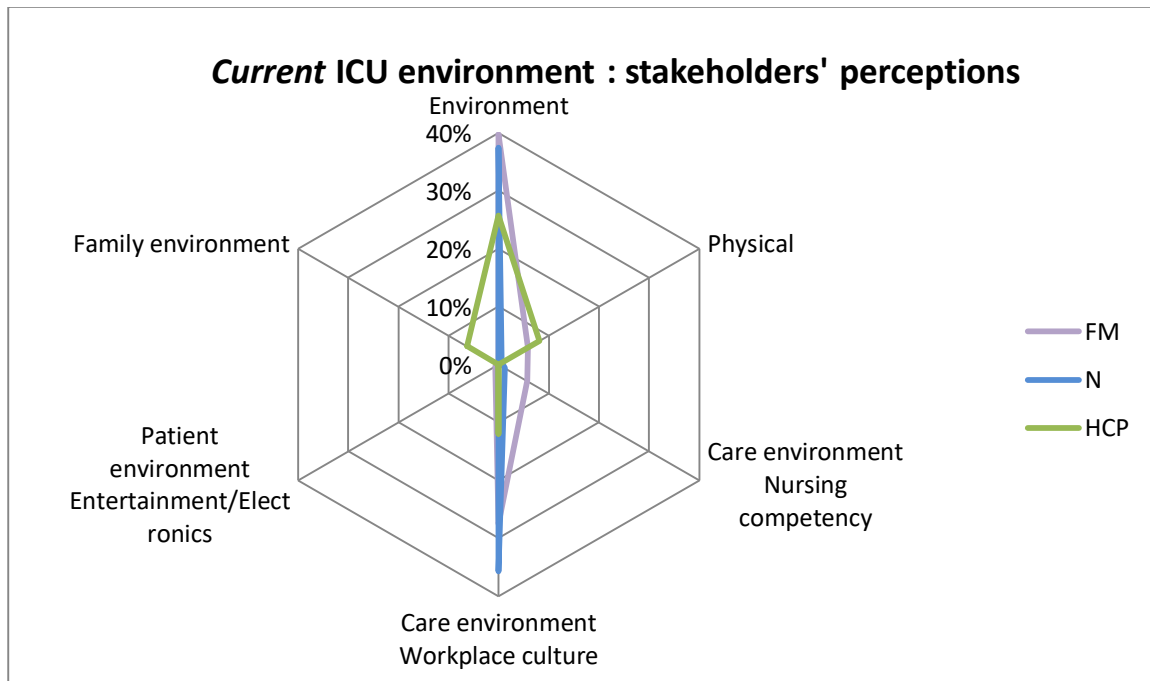 Current ICU environment : stakeholders' perceptions
Environment
40%
30%
20%
10%
0%
Physical
Care environment
Nursing
competency
Care environment
Workplace culture
Patient
environment
Entertainment/Elect
ronics
Family environment
FM
N
HCP